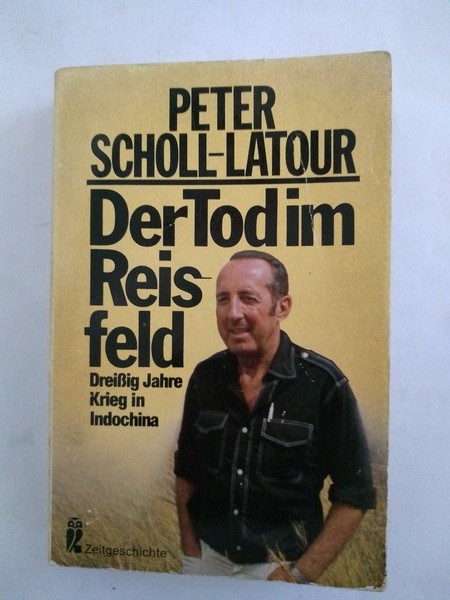 PETER
SCHOLL-LATOUR
Der Tod im
Reis-
feld
Dreißig Jahre
Krieg in
Indochina
Zeitgeschichte